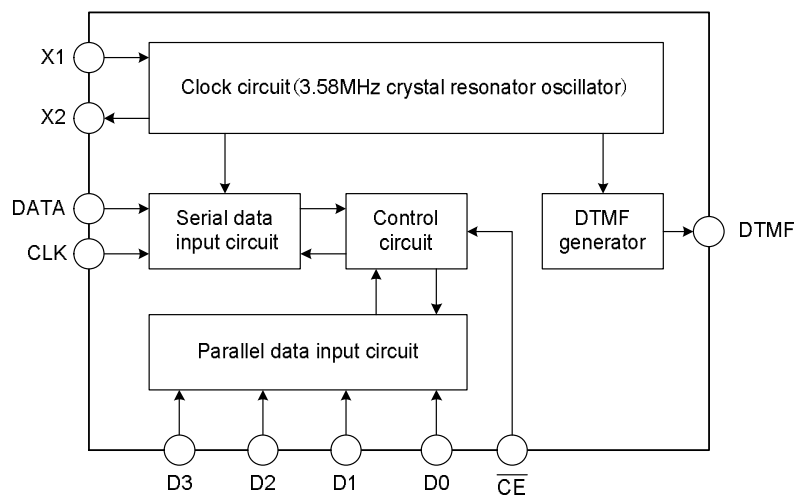 X1
Clock circuit(3.58MHz crystal resonator oscillator)
X2
DATA
Serial data
input circuit
Control
circuit
DTMF
generator
DTMF
CLK
Parallel data input circuit
D3
D2
D1
D0
C̅E̅